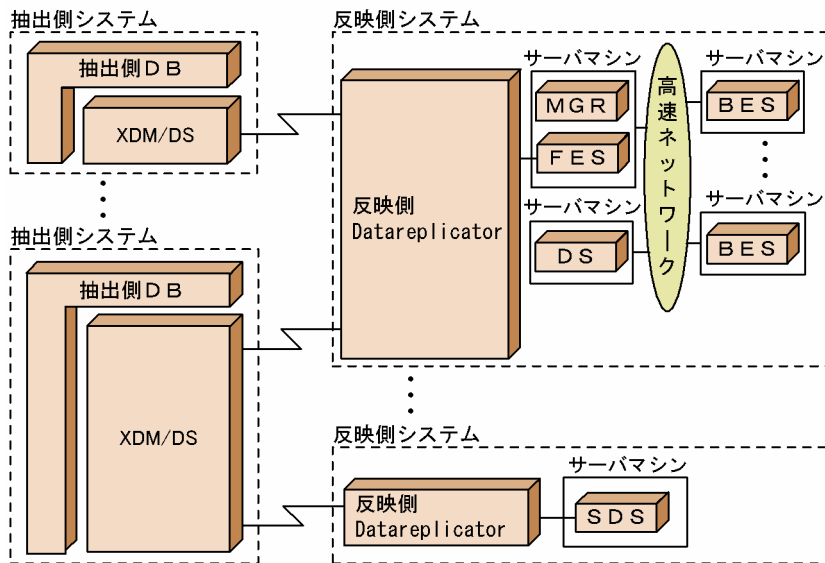 抽出側システム
抽出側DB
XDM/DS
抽出側システム
抽出側DB
XDM/DS
反映側システム
反映側
Datareplicator
サーバマシン
MGR
FES
サーバマシン
DS
高速ネットワーク
サーバマシン
BES
サーバマシン
BES
反映側システム
反映側
Datareplicator
サーバマシン
SDS